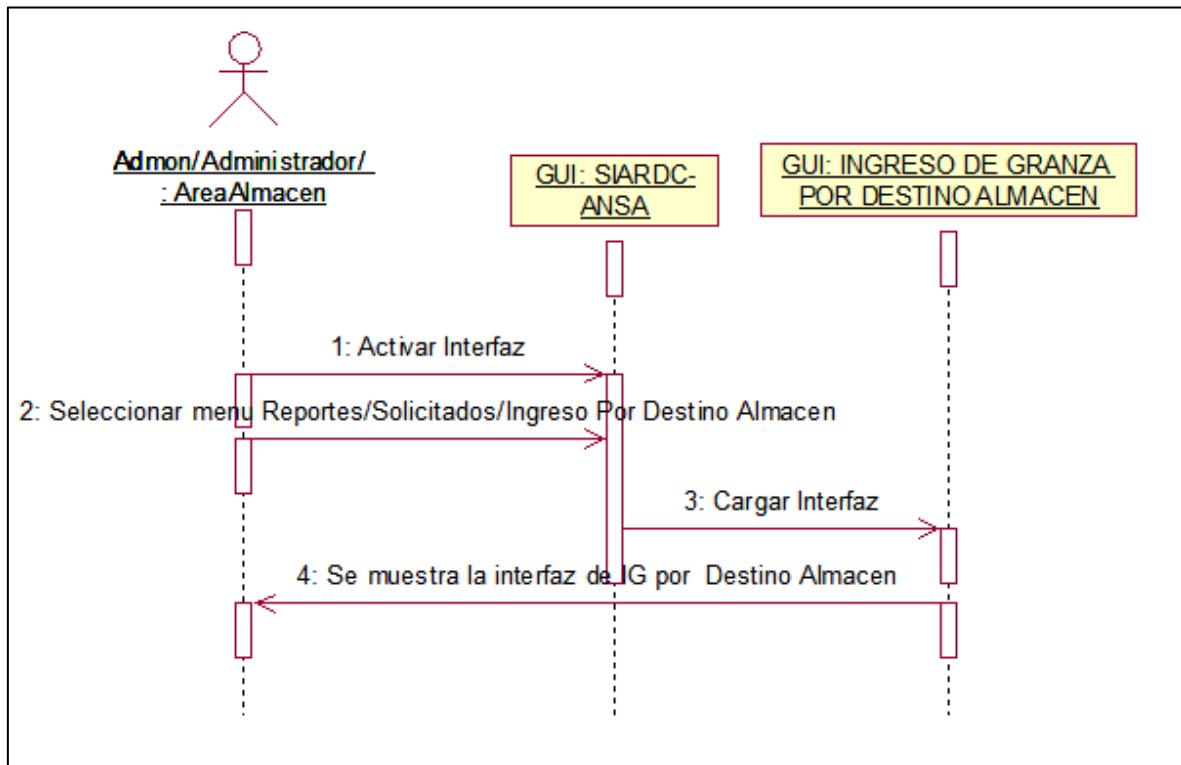 Admon/Administrador/
: AreaAlmacen
GUI: SIARDC-
ANSA
GUI: INGRESO DE GRANZA
POR DESTINO ALMACEN
1: Activar Interfaz
2: Seleccionar menu Reportes/Solicitados/Ingreso Por Destino Almacen
3: Cargar Interfaz
4: Se muestra la interfaz de IG por Destino Almacen